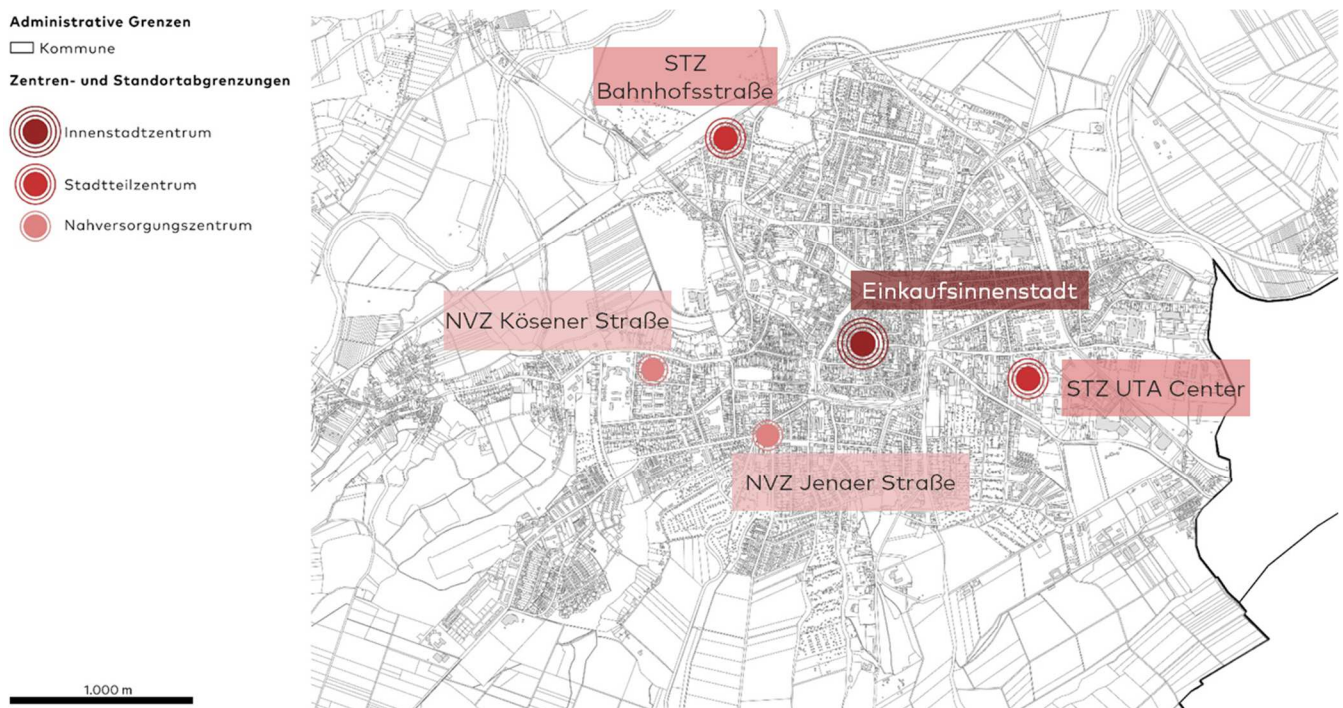 Administrative Grenzen
Kommune
Zentren- und Standortabgrenzungen
Innenstadtzentrum
Stadtteilzentrum
Nahversorgungszentrum
1.000 m
STZ
Bahnhofsstraße
Einkaufsinnenstadt
NVZ Kösener Straße
STZ UTA Center
NVZ Jenaer Straße